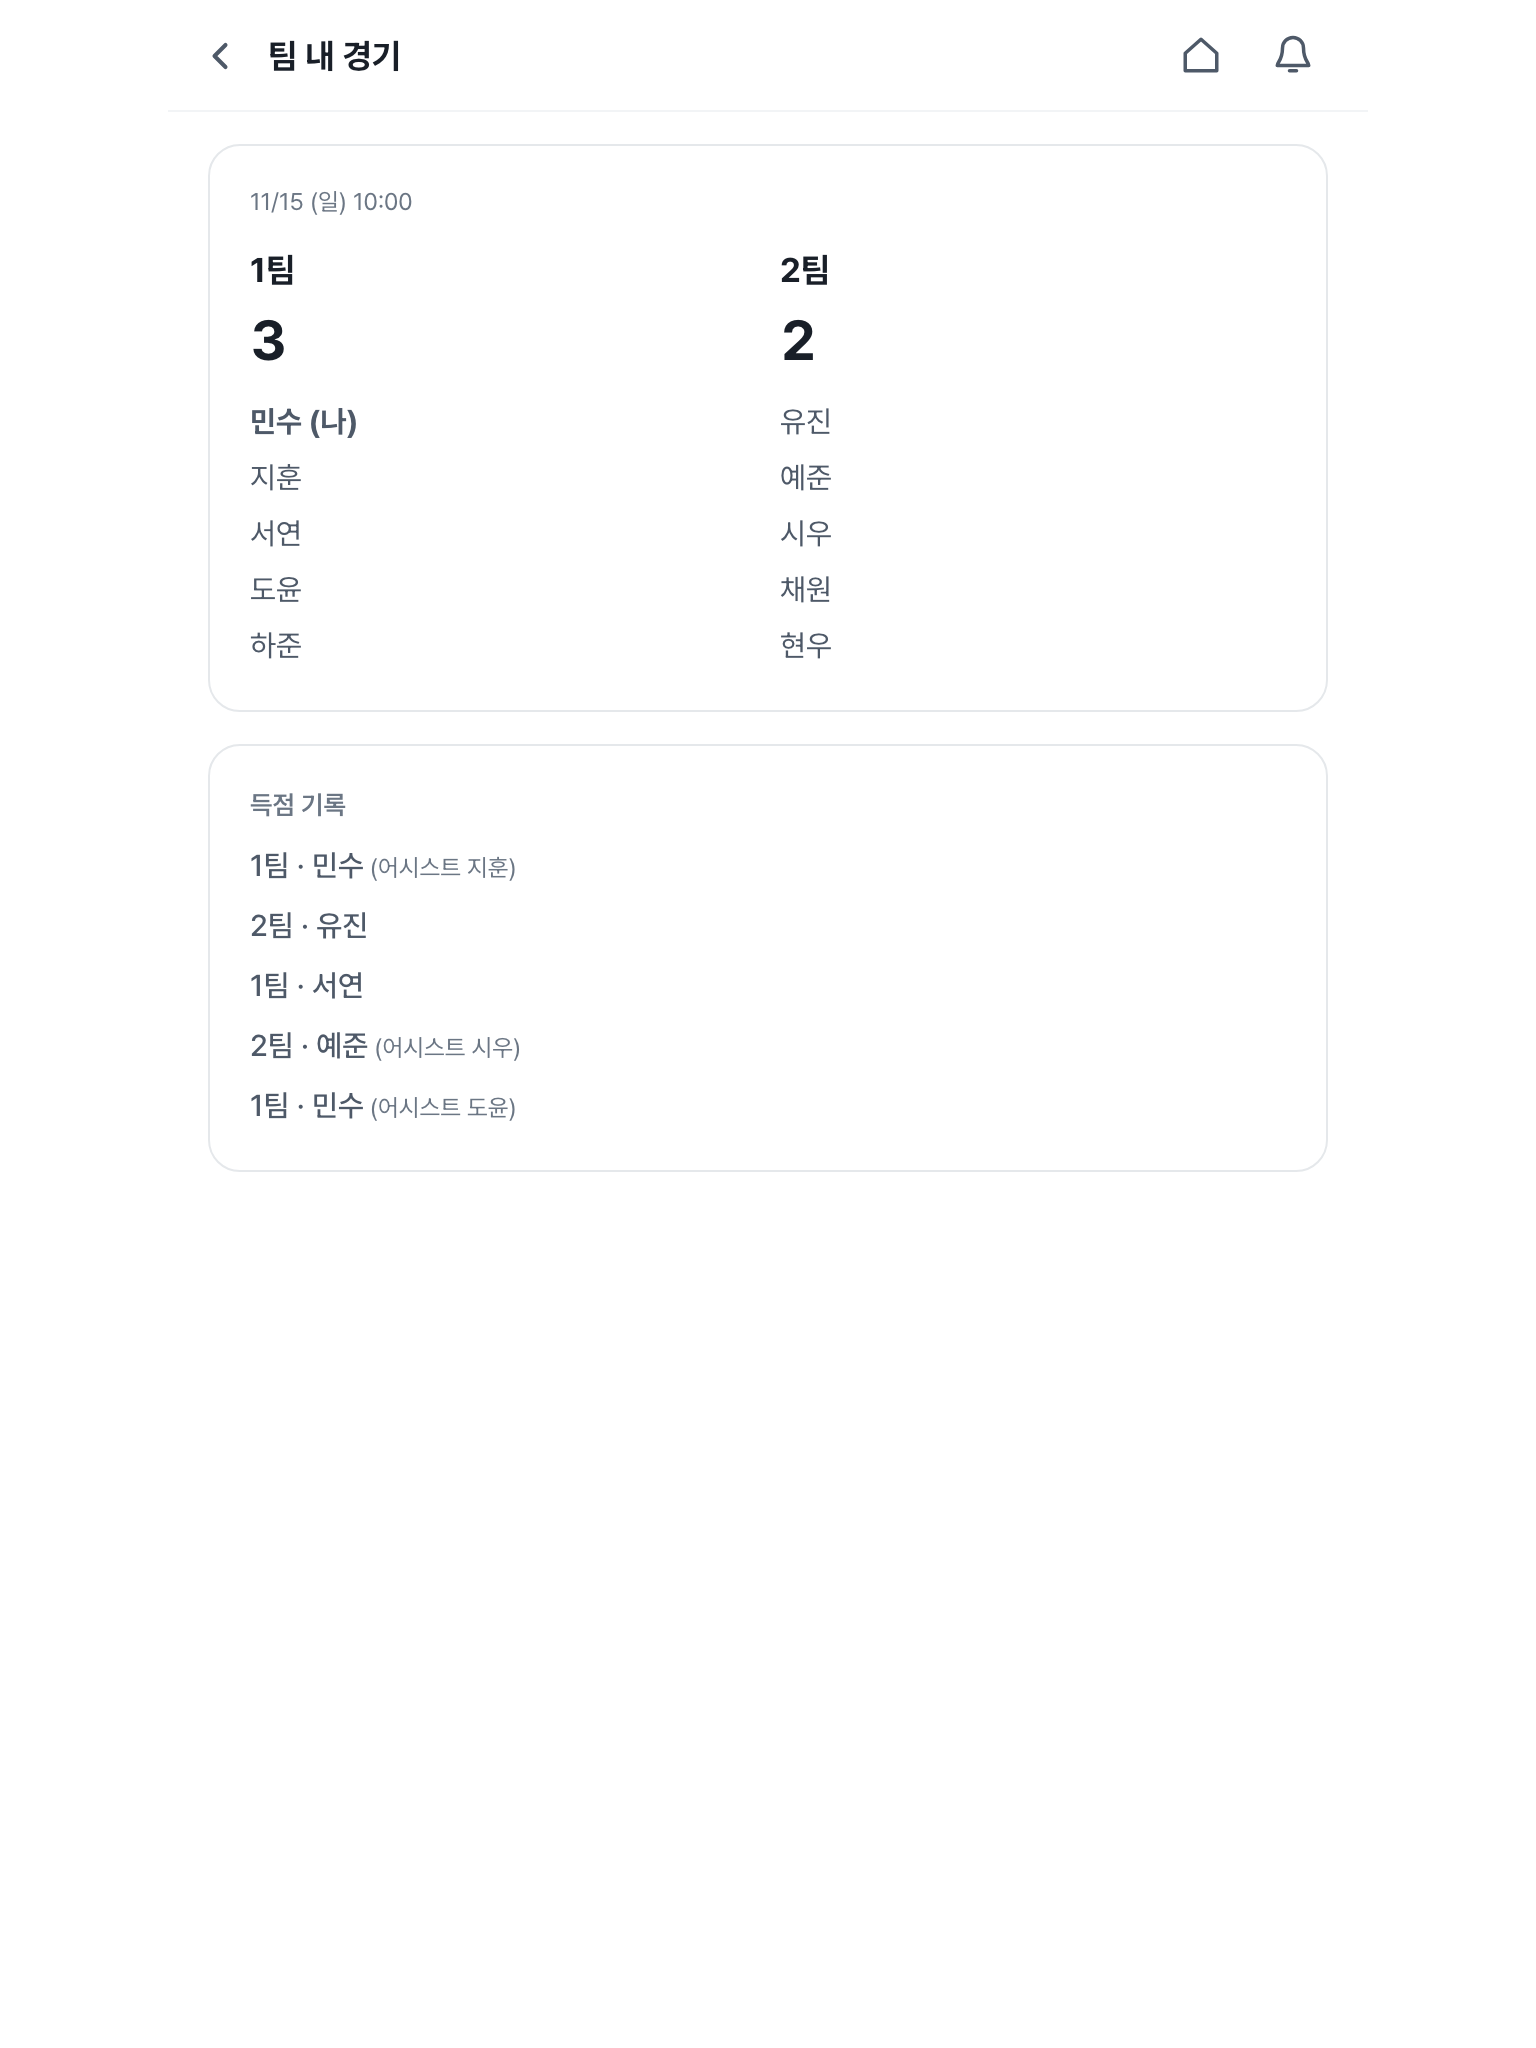 팀 내 경기
11/15 (일) 10:00
1팀
3
민수 (나)
지훈
서연
도윤
하준
2팀
2
유진
예준
시우
채원
현우
득점 기록
1팀 · 민수 (어시스트 지훈)
2팀 · 유진
1팀 · 서연
2팀 · 예준 (어시스트 시우)
1팀 · 민수 (어시스트 도윤)